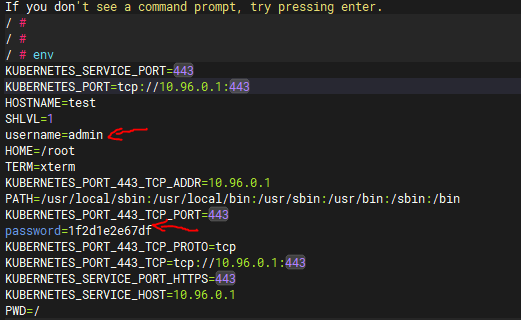 If you don't see a command prompt, try pressing enter.
/ #
/ #
/ # env
KUBERNETES_SERVICE_PORT=443
KUBERNETES_PORT=tcp://10.96.0.1:443
HOSTNAME=test
SHLVL=1
username=admin
HOME=/root
TERM=xterm
KUBERNETES_PORT_443_TCP_ADDR=10.96.0.1
PATH=/usr/local/sbin:/usr/local/bin:/usr/sbin:/usr/bin:/sbin:/bin
KUBERNETES_PORT_443_TCP_PORT=443
password=1f2d1e2e67df
KUBERNETES_PORT_443_TCP_PROTO=tcp
KUBERNETES_PORT_443_TCP=tcp://10.96.0.1:443
KUBERNETES_SERVICE_PORT_HTTPS=443
KUBERNETES_SERVICE_HOST=10.96.0.1
PWD=/